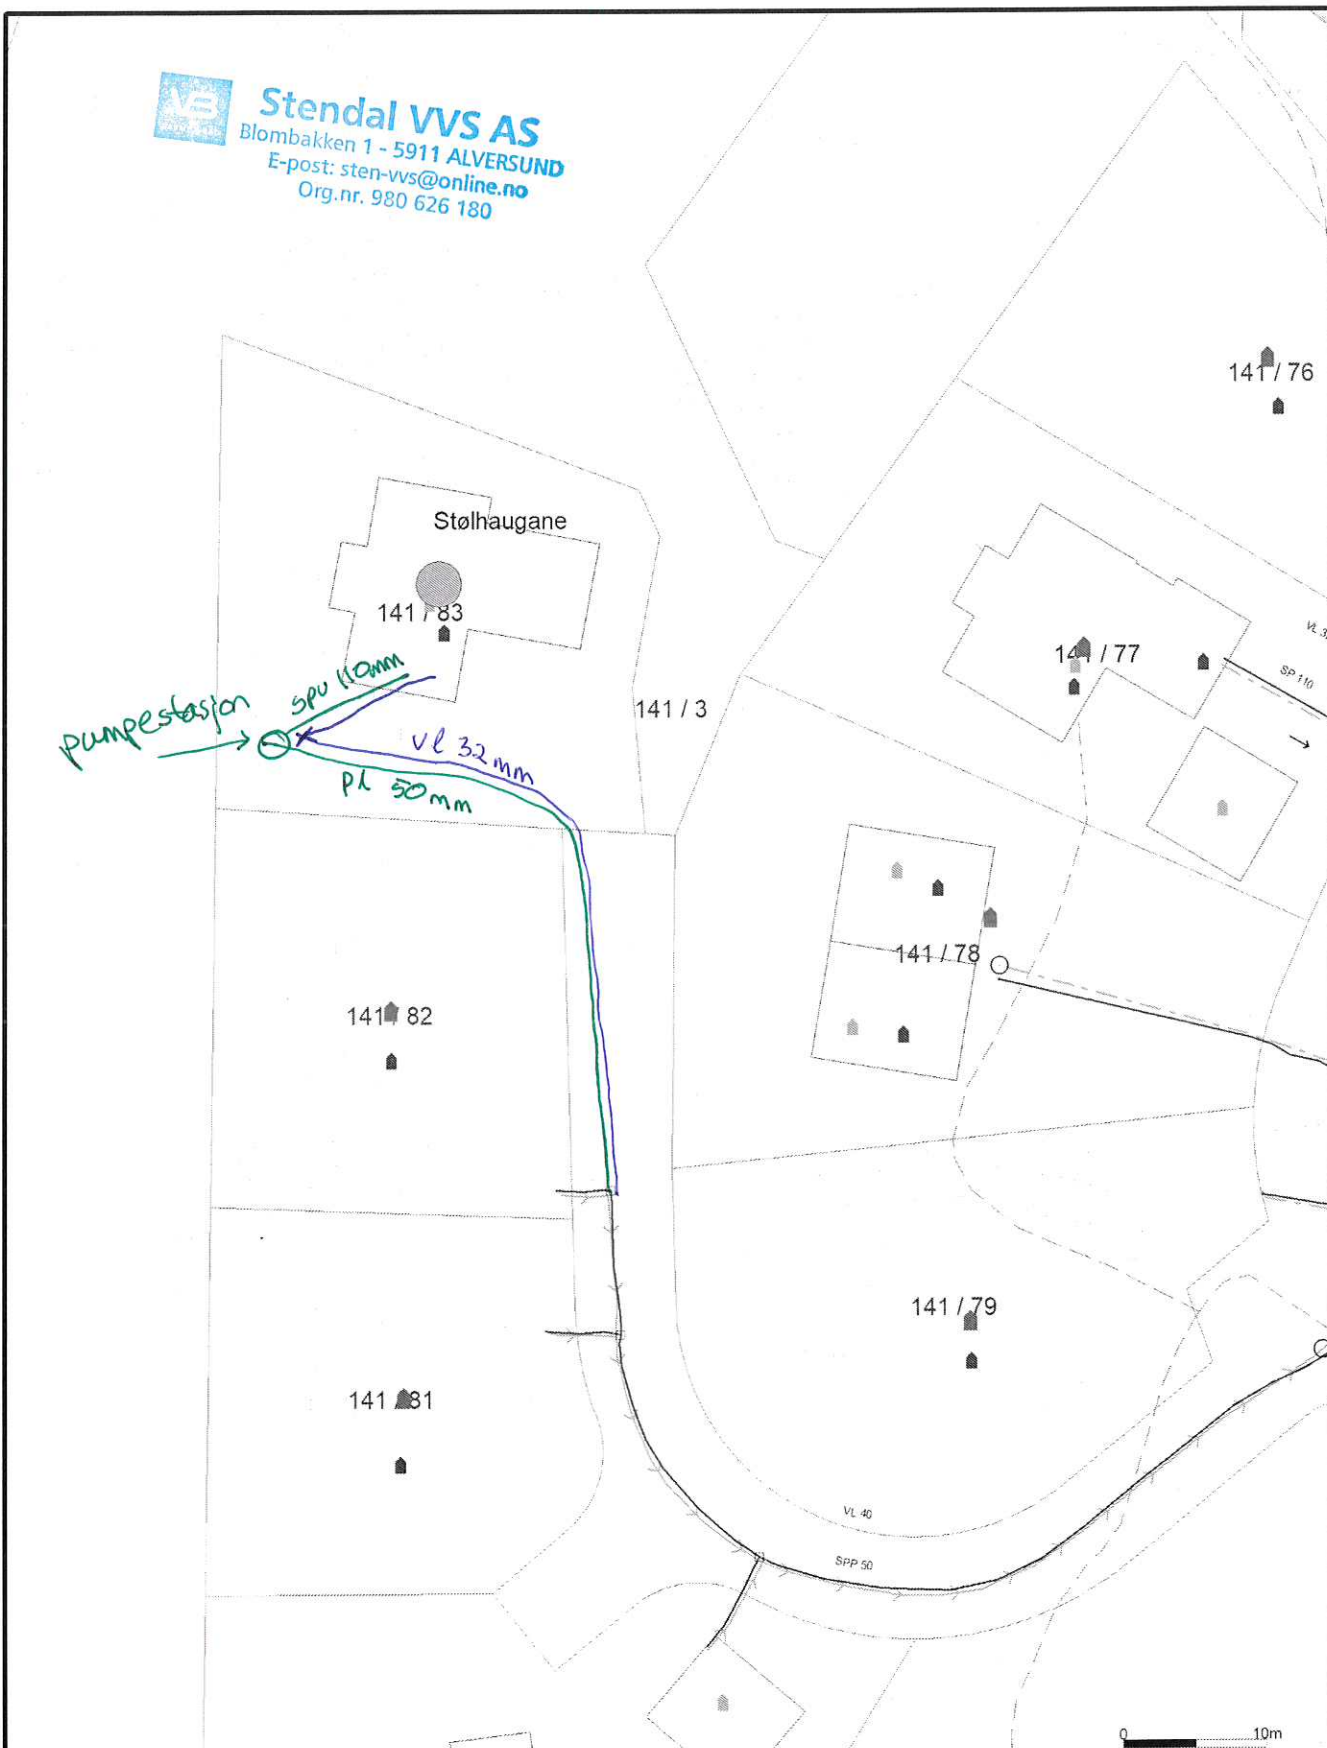 Stendal VVS AS
Blombakken 1 - 5911 ALVERSUND
E-post: sten-vvs@online.no
Org.nr. 980 626 180
141 / 76
Stølhaugane
141 / 83
VL 3
SP 110
141 / 77
spv 110mm
pumpestasjon
141 / 3
vl 32mm
pl 50mm
141 / 78
141 / 82
141 / 79
141 / 81
VL 40
SPP 50
0 10m